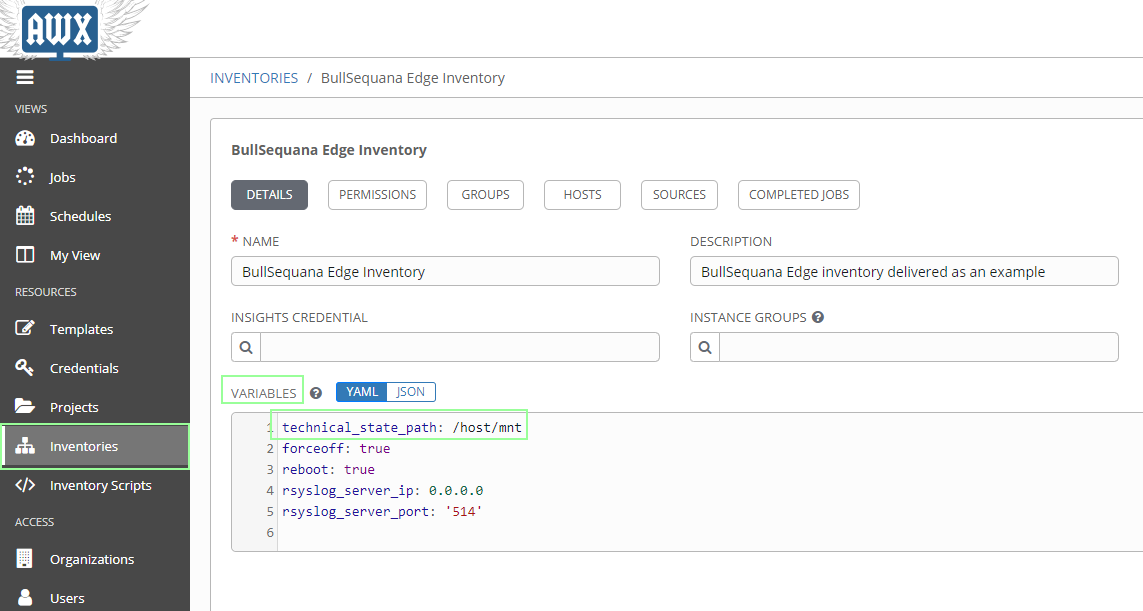 AWX
INVENTORIES / BullSequana Edge Inventory
VIEWS
Dashboard
Jobs
Schedules
My View
RESOURCES
Templates
Credentials
Projects
Inventories
Inventory Scripts
ACCESS
Organizations
Users
BullSequana Edge Inventory
DETAILS PERMISSIONS GROUPS HOSTS SOURCES COMPLETED JOBS
* NAME DESCRIPTION
BullSequana Edge Inventory BullSequana Edge inventory delivered as an example
INSIGHTS CREDENTIAL INSTANCE GROUPS ?
VARIABLES ? YAML JSON
1 technical_state_path: /host/mnt
2 forceoff: true
3 reboot: true
4 rsyslog_server_ip: 0.0.0.0
5 rsyslog_server_port: '514'
6